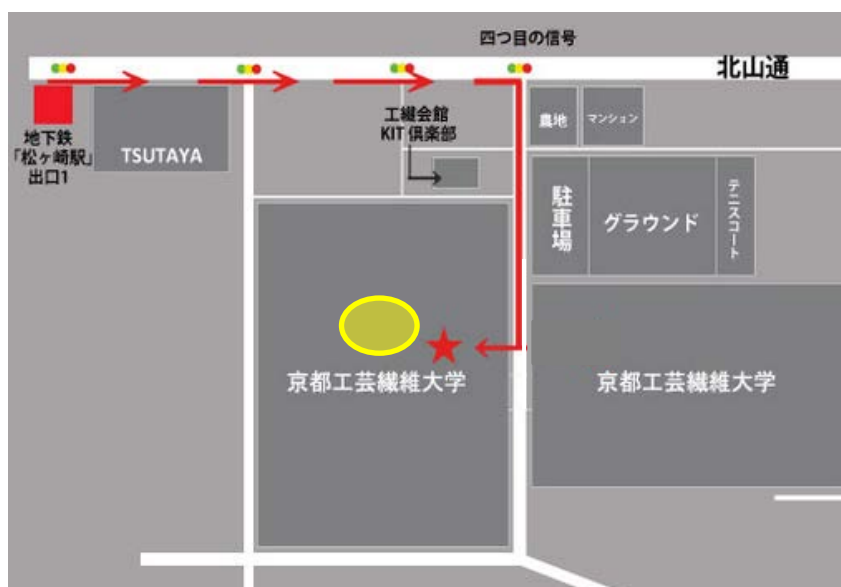 四つ目の信号
北山通
地下鉄
「松ヶ崎駅」
出口1
TSUTAYA
工繊会館
KIT 倶楽部
農地
マンション
駐車場
グラウンド
テニスコート
京都工芸繊維大学
京都工芸繊維大学